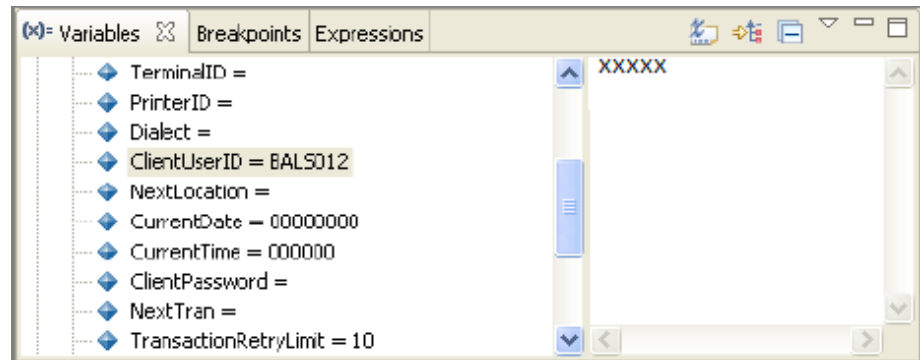 (x)= Variables Breakpoints Expressions
TerminalID =
PrinterID =
Dialect =
ClientUserID = BALS012
NextLocation =
CurrentDate = 00000000
CurrentTime = 000000
ClientPassword =
NextTran =
TransactionRetryLimit = 10
XXXXX